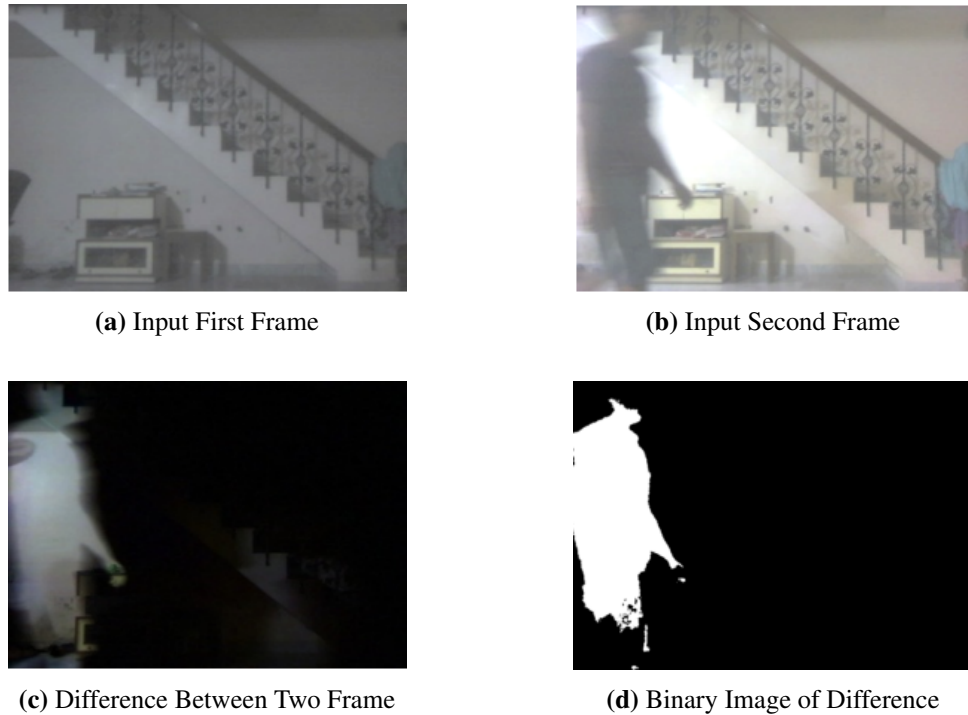 (a) Input First Frame
(b) Input Second Frame
(c) Difference Between Two Frame
(d) Binary Image of Difference